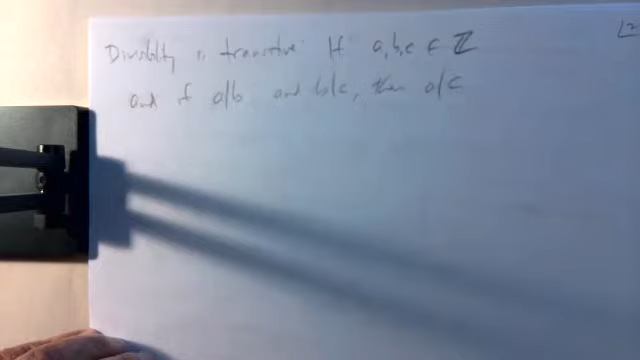 Divisibility is transitive: If a,b,c ∈ ℤ
and if a|b and b|c, then a|c